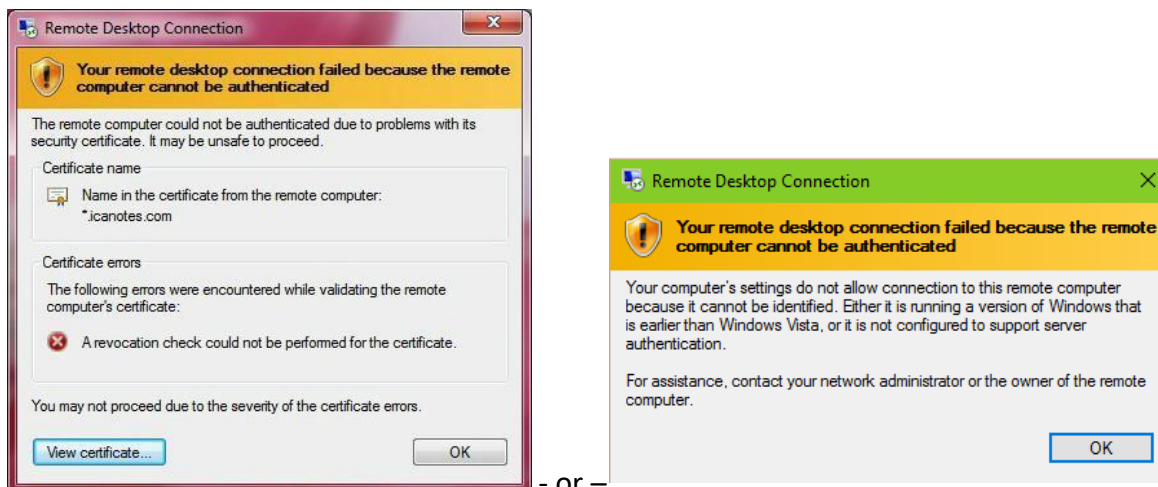 Remote Desktop Connection
Your remote desktop connection failed because the remote
computer cannot be authenticated
The remote computer could not be authenticated due to problems with its
security certificate. It may be unsafe to proceed.
Certificate name
Name in the certificate from the remote computer:
*.icanotes.com
Certificate errors
The following errors were encountered while validating the remote
computer's certificate:
A revocation check could not be performed for the certificate.
You may not proceed due to the severity of the certificate errors.
View certificate...
OK
- or –
Remote Desktop Connection
Your remote desktop connection failed because the remote
computer cannot be authenticated
Your computer's settings do not allow connection to this remote computer
because it cannot be identified. Either it is running a version of Windows that
is earlier than Windows Vista, or it is not configured to support server
authentication.
For assistance, contact your network administrator or the owner of the remote
computer.
OK